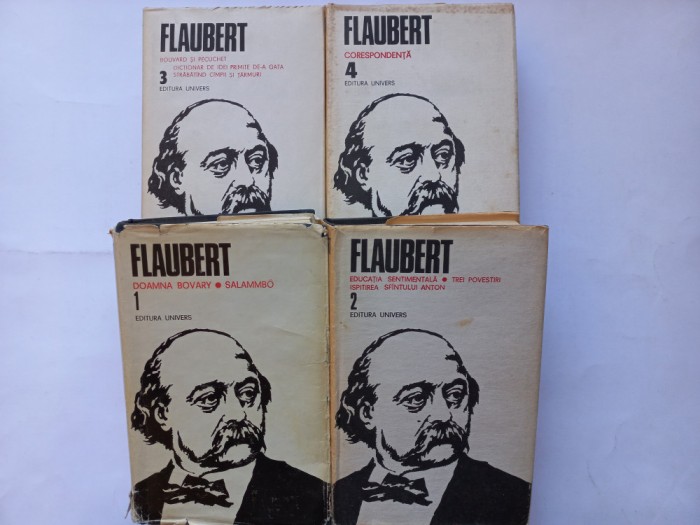 FLAUBERT
BOUVARD ȘI PECUCHET
DICȚIONAR DE IDEI PRIMITE DE-A GATA
STRĂBĂTÎND CÎMPII ȘI ȚĂRMURI
3
EDITURA UNIVERS
FLAUBERT
CORESPONDENȚĂ
4
EDITURA UNIVERS
FLAUBERT
DOAMNA BOVARY • SALAMMBÔ
1
EDITURA UNIVERS
FLAUBERT
EDUCAȚIA SENTIMENTALĂ • TREI POVESTIRI
ISPITIREA SFÎNTULUI ANTON
2
EDITURA UNIVERS